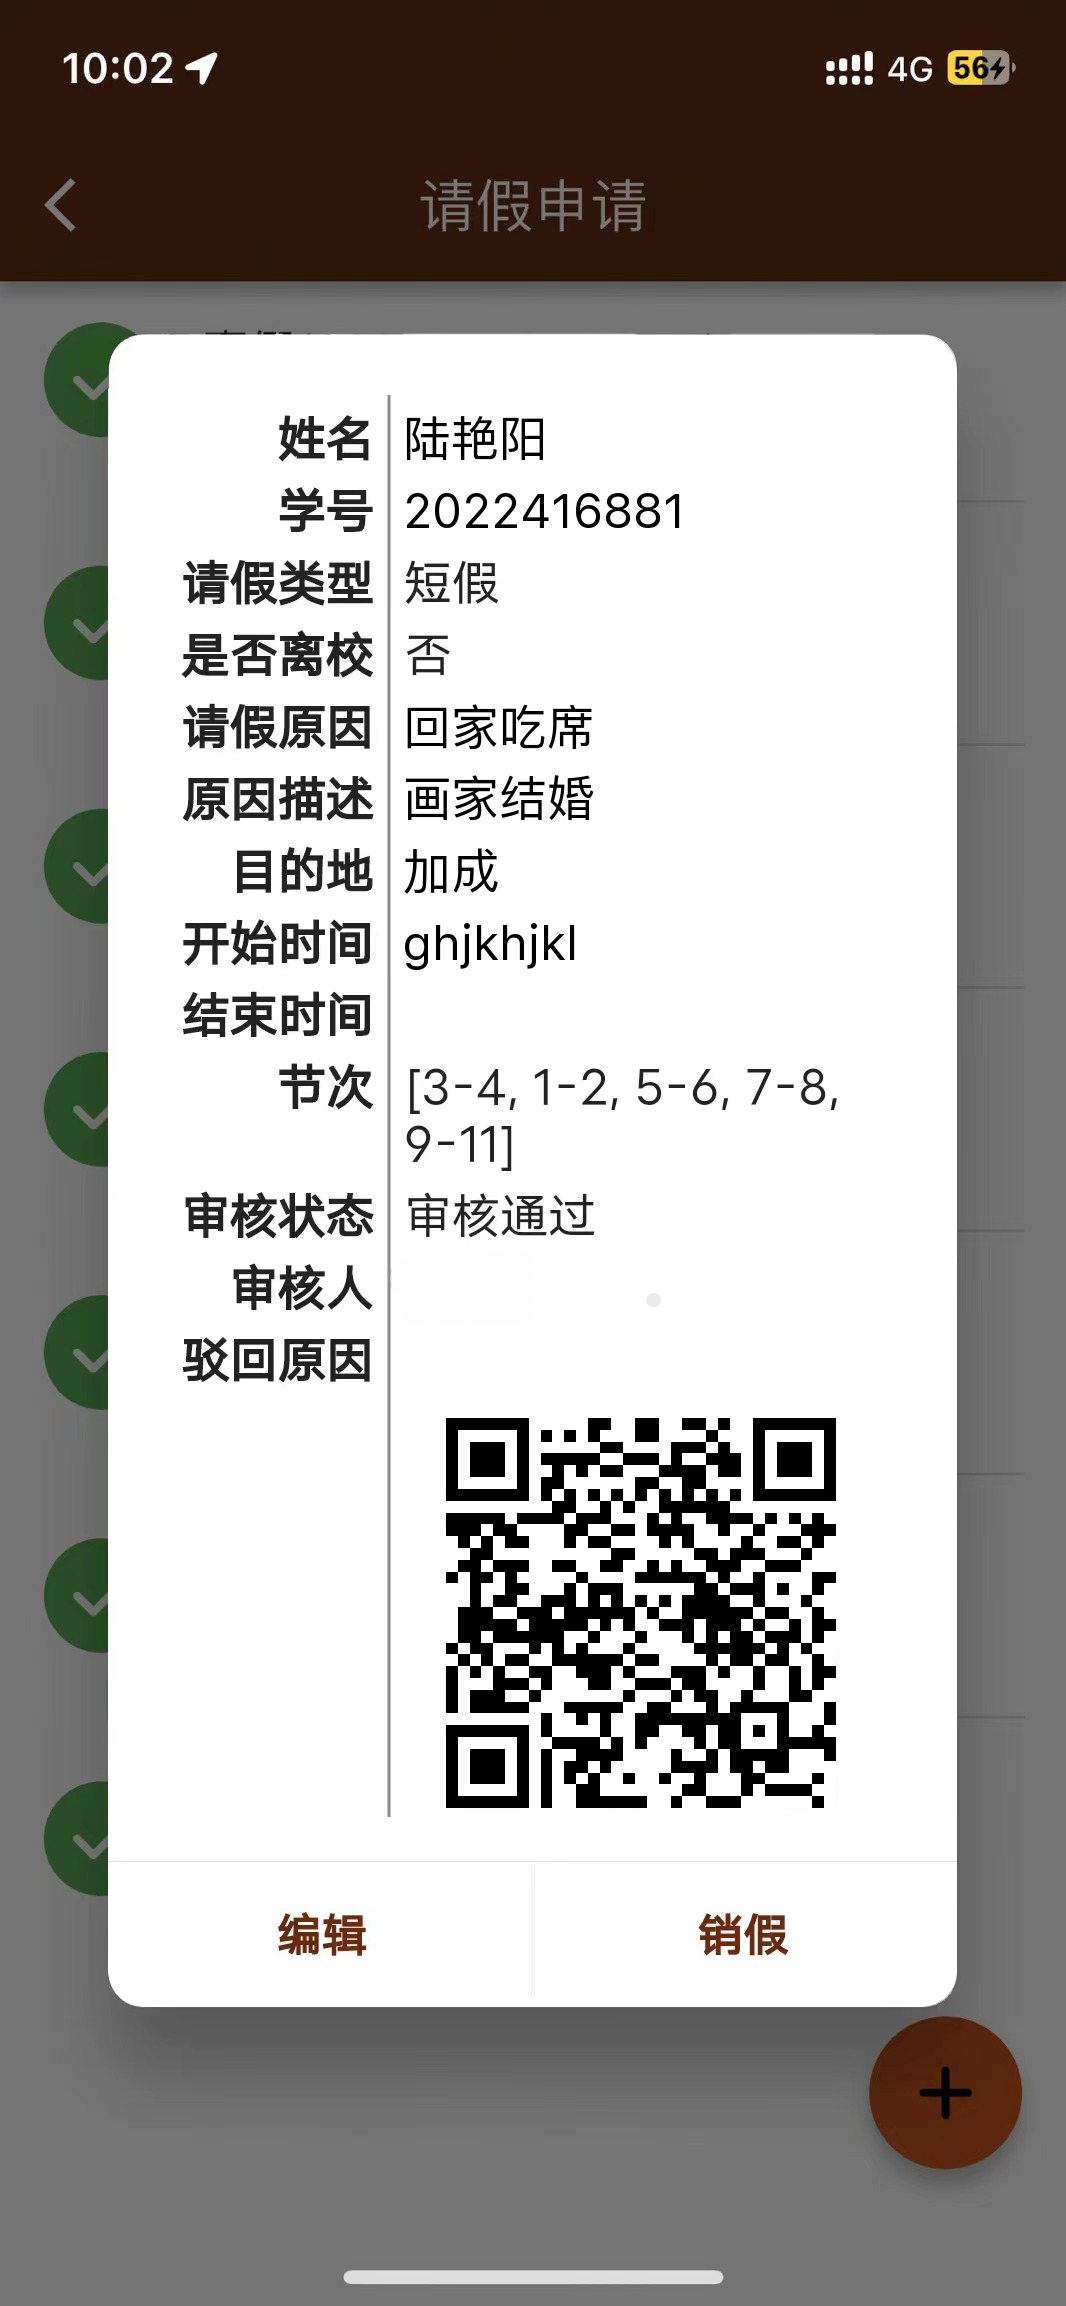 10:02
4G
56
请假申请
姓名 陆艳阳
学号 2022416881
请假类型 短假
是否离校 否
请假原因 回家吃席
原因描述 画家结婚
目的地 加成
开始时间 ghjkhjkl
结束时间
节次 [3-4, 1-2, 5-6, 7-8,
9-11]
审核状态 审核通过
审核人
驳回原因
编辑
销假